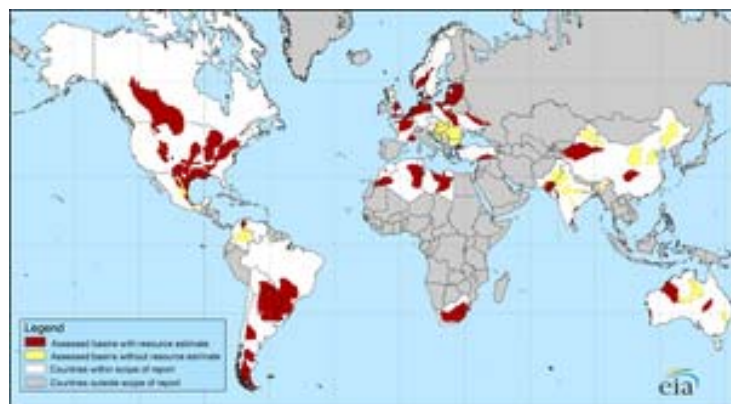 Legend
Assessed basins with resource estimate
Assessed basins without resource estimate
Countries within scope of report
Countries outside scope of report
eia